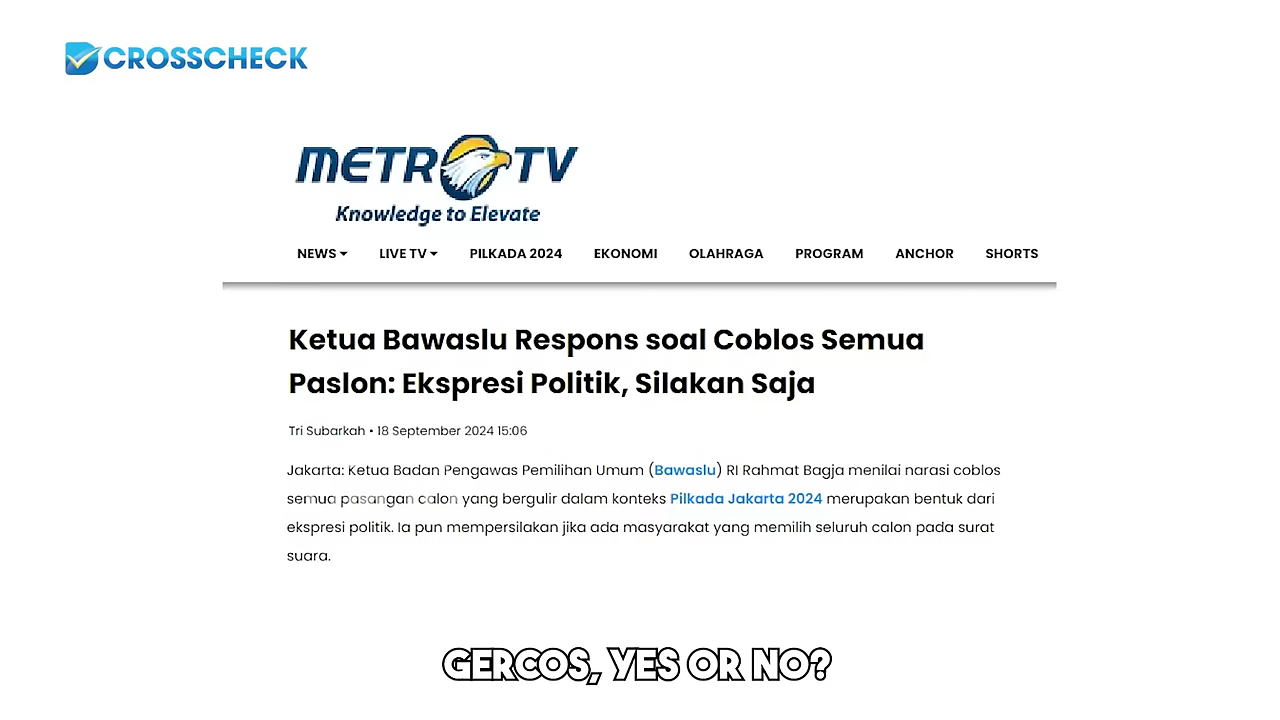 CROSSCHECK
METRO TV
Knowledge to Elevate
NEWS LIVE TV PILKADA 2024 EKONOMI OLAHRAGA PROGRAM ANCHOR SHORTS
Ketua Bawaslu Respons soal Coblos Semua
Paslon: Ekspresi Politik, Silakan Saja
Tri Subarkah • 18 September 2024 15:06
Jakarta: Ketua Badan Pengawas Pemilihan Umum (Bawaslu) RI Rahmat Bagja menilai narasi coblos
semua pasangan calon yang bergulir dalam konteks Pilkada Jakarta 2024 merupakan bentuk dari
ekspresi politik. Ia pun mempersilakan jika ada masyarakat yang memilih seluruh calon pada surat
suara.
GERCOS, YES OR NO?